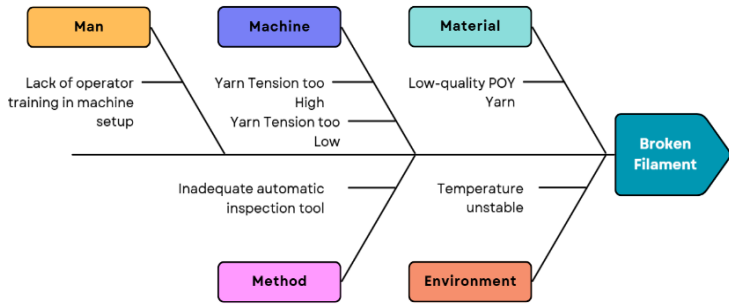 Man
Machine
Material
Lack of operator
training in machine
setup
Yarn Tension too
High
Yarn Tension too
Low
Low-quality POY
Yarn
Broken
Filament
Inadequate automatic
inspection tool
Temperature
unstable
Method
Environment